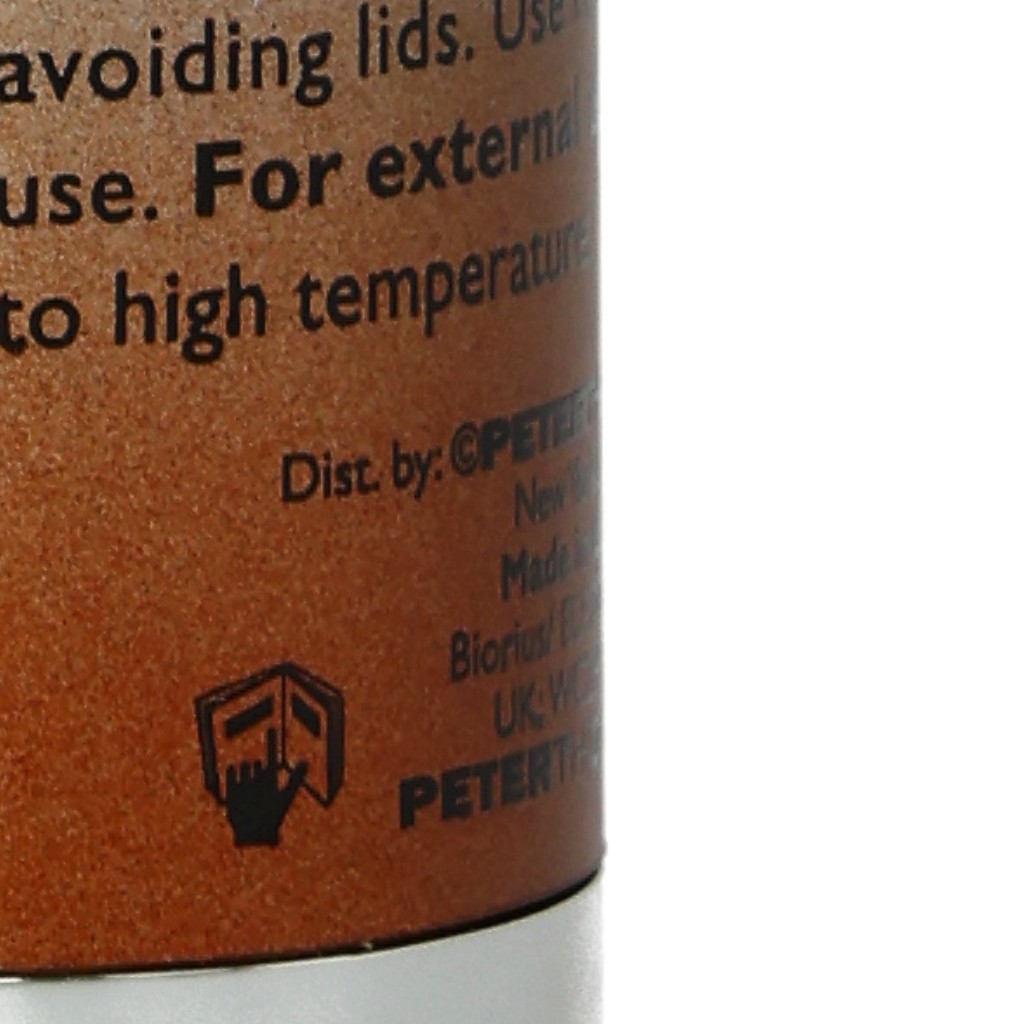 avoiding lids. Use
use. For external
to high temperature
Dist. by: ©PETER
New
Made
Biorius/
UK:
PETER